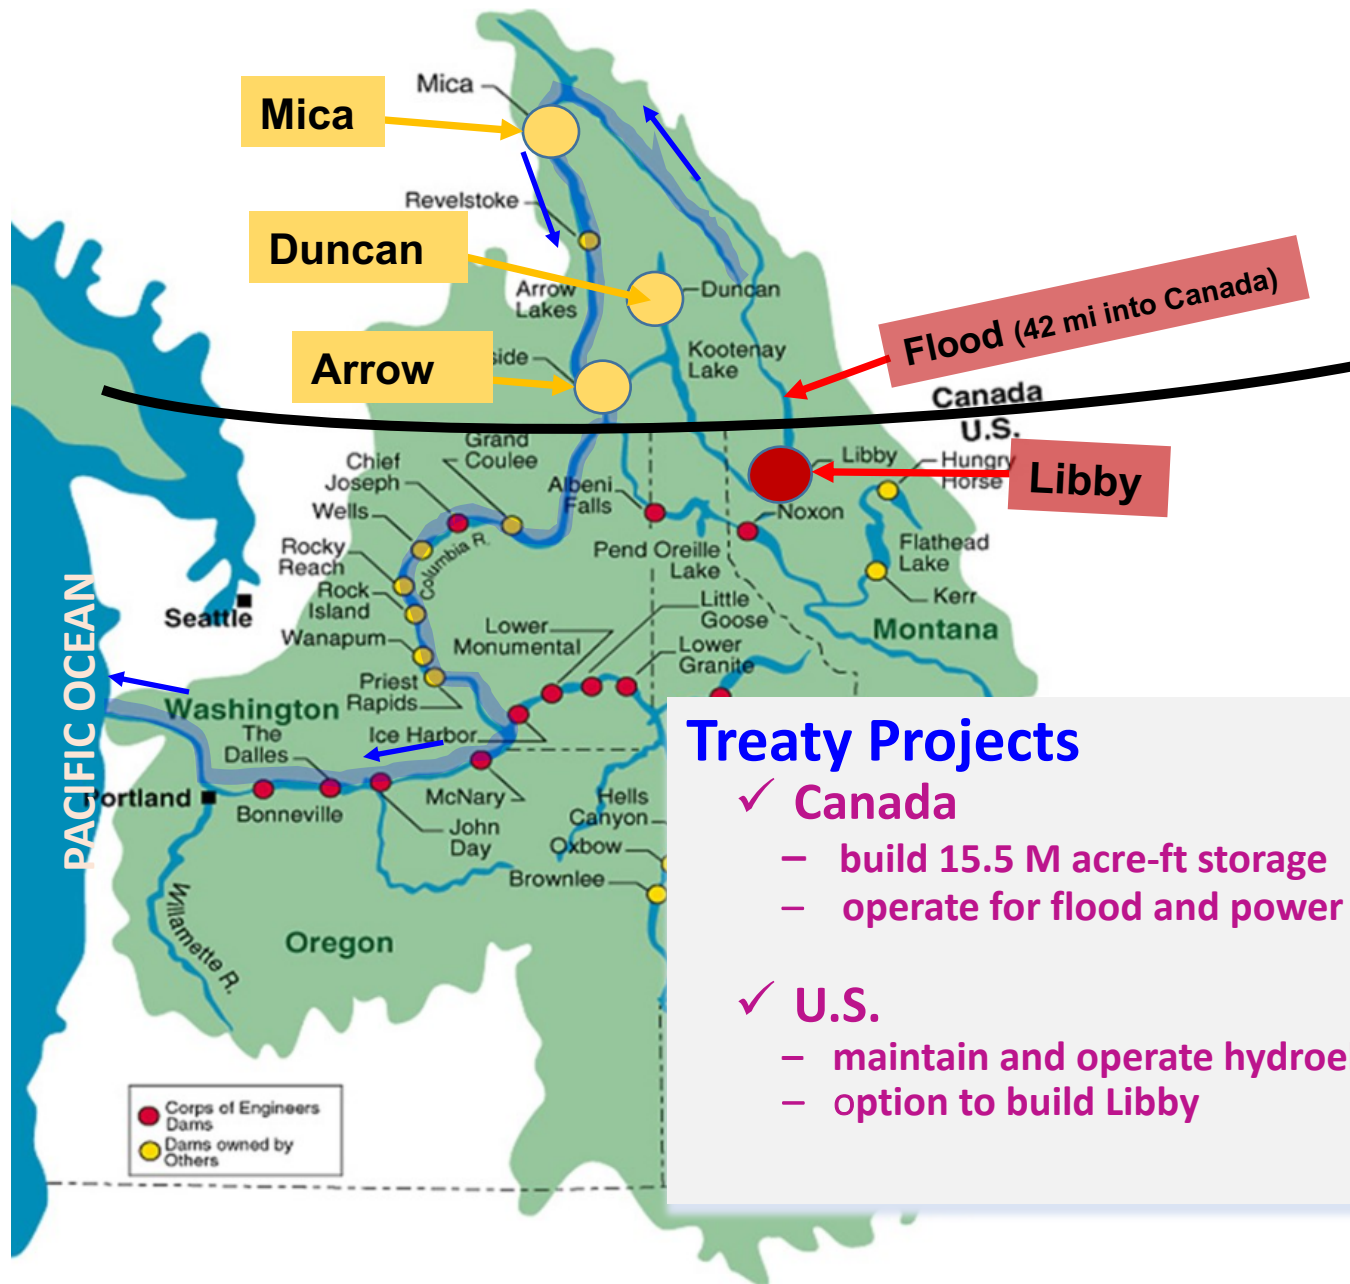 Mica
Mica
Revelstoke
Duncan
Duncan
Arrow
Lakes
Flood (42 mi into Canada)
Arrow
side
Kootenay
Lake
Canada
U.S.
Grand
Coulee
Chief
Joseph
Libby
Hungry
Horse
Libby
Albeni
Falls
Wells
Noxon
Columbia R.
Rocky
Reach
Pend Oreille
Lake
Flathead
Lake
Rock
Island
Kerr
Seattle
Little
Goose
Wanapum
Lower
Monumental
Lower
Granite
Montana
PACIFIC OCEAN
Priest
Rapids
Washington
Ice Harbor
The
Dalles
Portland
Bonneville
McNary
John
Day
Hells
Canyon
Oxbow
Brownlee
Willamette R.
Oregon
Treaty Projects
✓ Canada
– build 15.5 M acre-ft storage
– operate for flood and power
✓ U.S.
– maintain and operate hydroe
– option to build Libby
Corps of Engineers
Dams
Dams owned by
Others